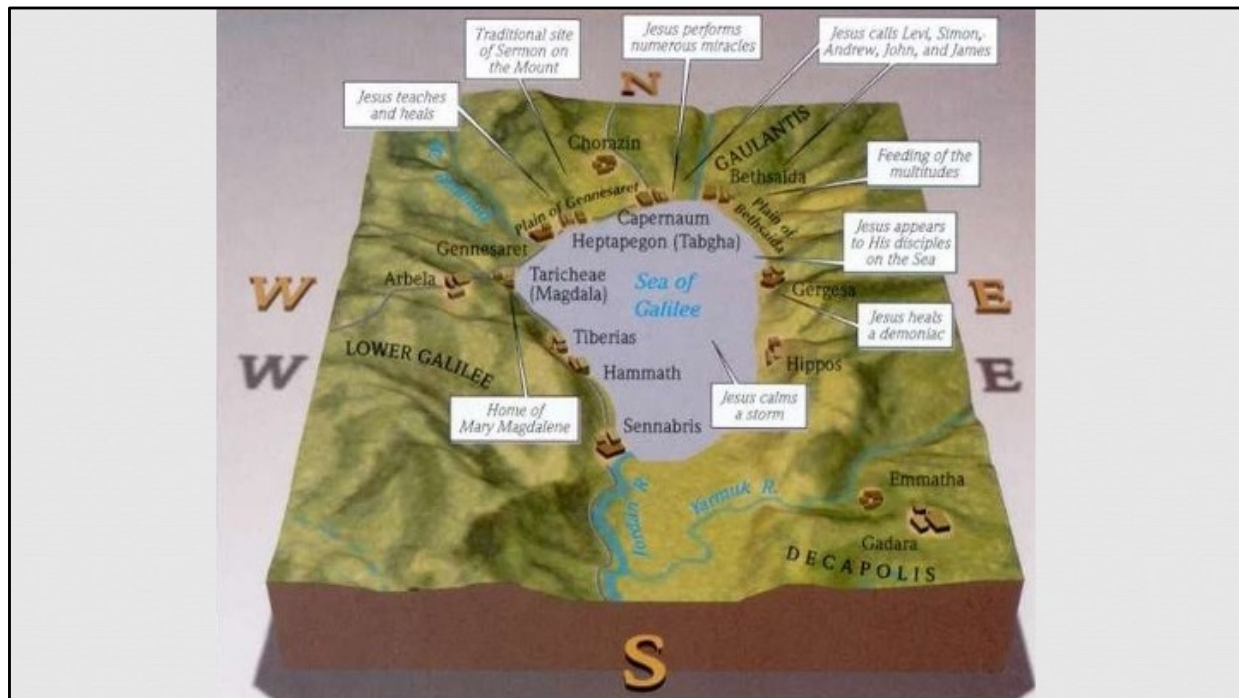 Traditional site
of Sermon on
the Mount
Jesus performs
numerous miracles
Jesus calls Levi, Simon,
Andrew, John, and James
N
Jesus teaches
and heals
Chorazin
GAULANTIS
Bethsaida
Feeding of the
multitudes
Plain of Gennesaret
Plain of
Bethsaida
Capernaum
Heptapegon (Tabgha)
Jesus appears
to His disciples
on the Sea
Gennesaret
Arbela
Taricheae
(Magdala)
Sea of
Galilee
Gergesa
W
E
Jesus heals
a demoniac
Tiberias
LOWER GALILEE
W
Hammath
Hippos
E
Jesus calms
a storm
Home of
Mary Magdalene
Sennabris
Jordan R.
Yarmuk R.
Emmatha
Gadara
DECAPOLIS
S